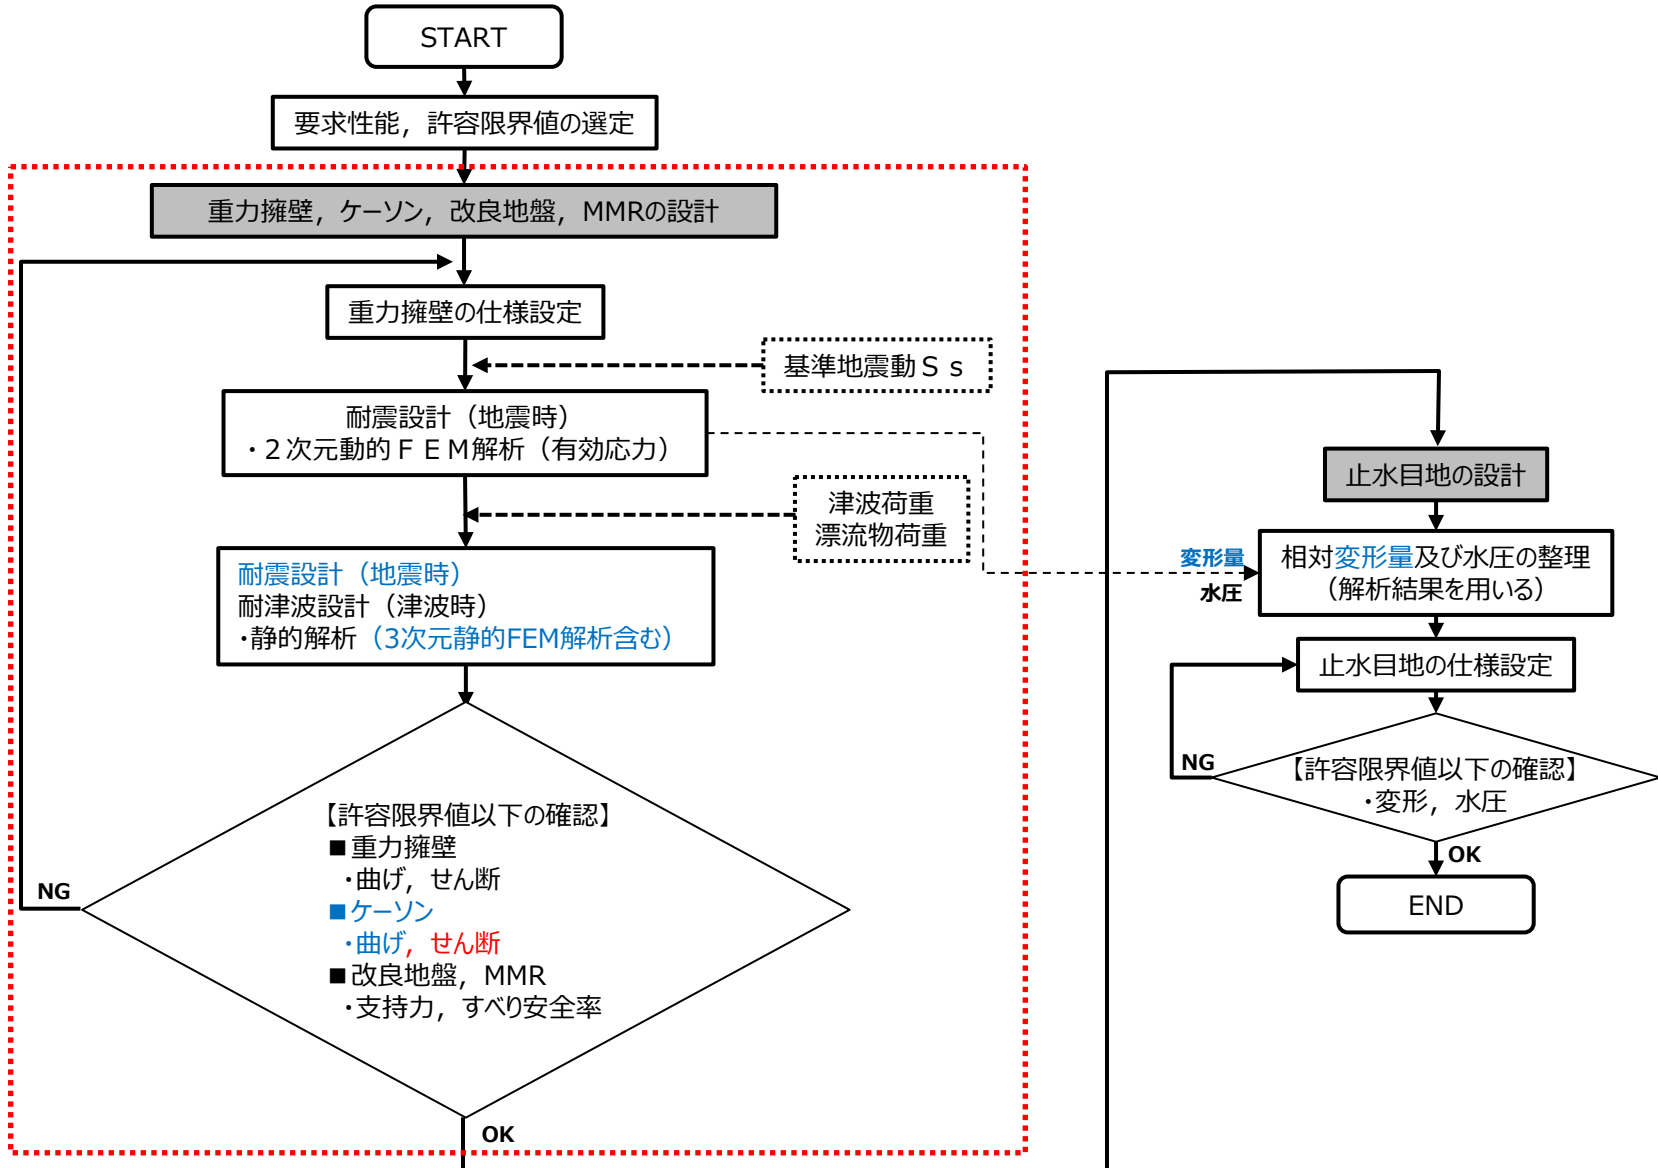 START
要求性能，許容限界値の選定
重力擁壁，ケーソン，改良地盤，MMRの設計
重力擁壁の仕様設定
基準地震動Ｓｓ
耐震設計（地震時）
・２次元動的ＦＥＭ解析（有効応力）
津波荷重
漂流物荷重
耐震設計（地震時）
耐津波設計（津波時）
・静的解析（3次元静的FEM解析含む）
【許容限界値以下の確認】
■重力擁壁
・曲げ，せん断
■ケーソン
・曲げ，せん断
■改良地盤，MMR
・支持力，すべり安全率
NG
OK
止水目地の設計
変形量
水圧
相対変形量及び水圧の整理
（解析結果を用いる）
止水目地の仕様設定
【許容限界値以下の確認】
・変形，水圧
NG
OK
END